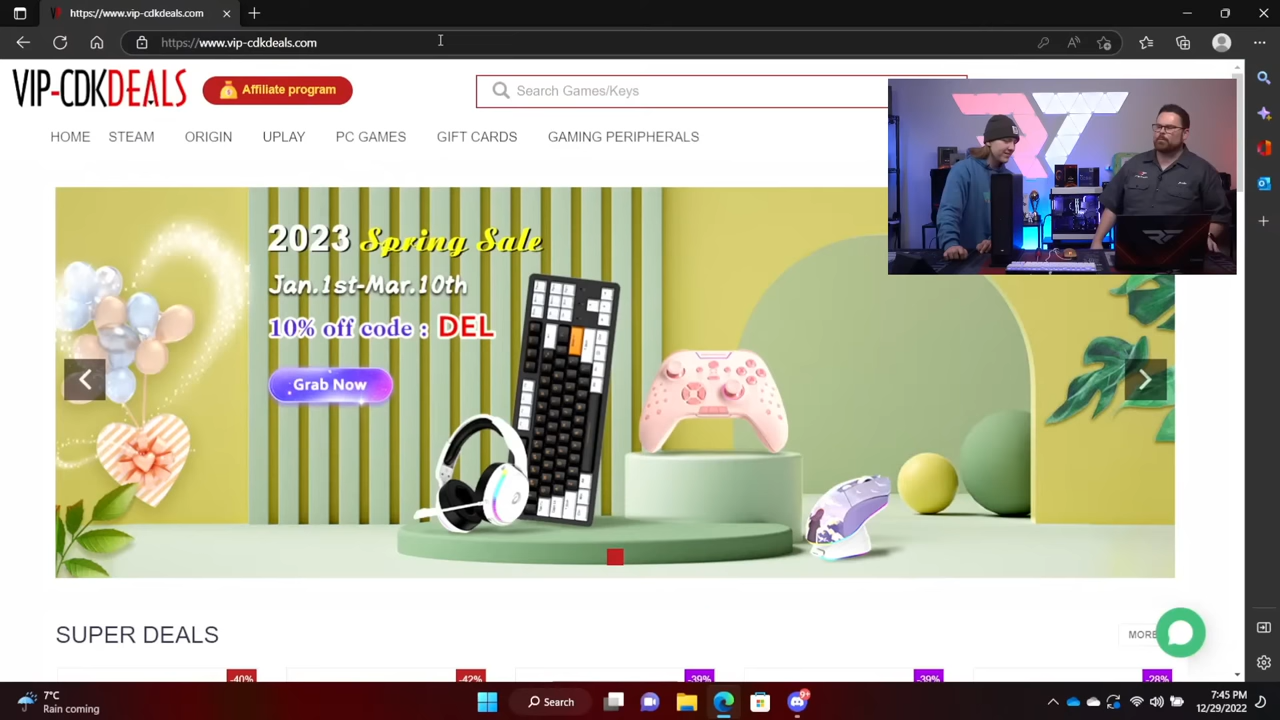 https://www.vip-cdkdeals.com
https://www.vip-cdkdeals.com
VIP-CDKDEALS
Affiliate program
Search Games/Keys
HOME STEAM ORIGIN UPLAY PC GAMES GIFT CARDS GAMING PERIPHERALS
2023 Spring Sale
Jan.1st-Mar.10th
10% off code : DEL
Grab Now
SUPER DEALS
MORE
-40% -42% -39% -39% -28%
7°C
Rain coming
Search
9+
7:45 PM
12/29/2022